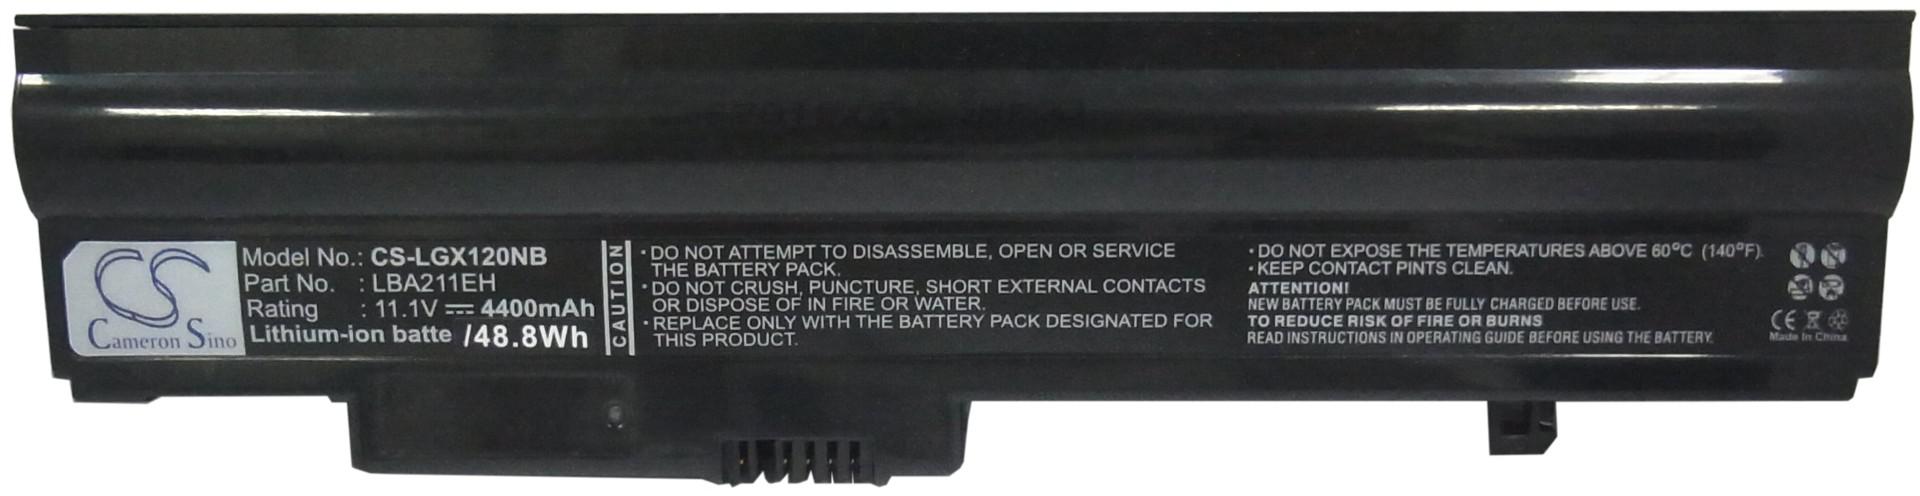 CS
Cameron Sino
Model No.: CS-LGX120NB
Part No. : LBA211EH
Rating : 11.1V 4400mAh
Lithium-ion batte /48.8Wh
CAUTION
· DO NOT ATTEMPT TO DISASSEMBLE, OPEN OR SERVICE
THE BATTERY PACK.
· DO NOT CRUSH, PUNCTURE, SHORT EXTERNAL CONTACTS
OR DISPOSE OF IN FIRE OR WATER.
· REPLACE ONLY WITH THE BATTERY PACK DESIGNATED FOR
THIS PRODUCT.
· DO NOT EXPOSE THE TEMPERATURES ABOVE 60°C (140°F).
· KEEP CONTACT PINTS CLEAN.
ATTENTION!
NEW BATTERY PACK MUST BE FULLY CHARGED BEFORE USE.
TO REDUCE RISK OF FIRE OR BURNS
READ INSTRUCTIONS IN OPERATING GUIDE BEFORE USING THE BATTERY.
CE
Made In China